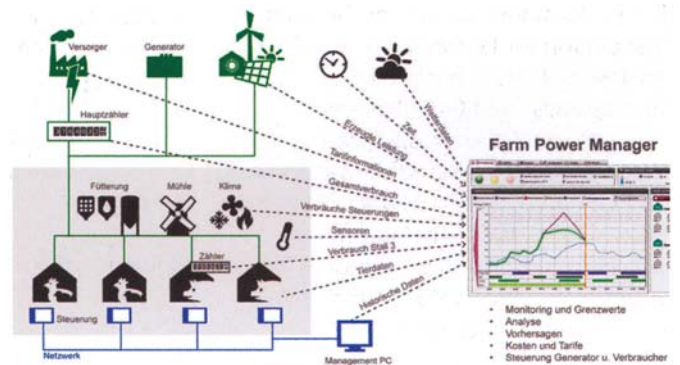 Versorger
Generator
Hauptzähler
Fütterung
Mühle
Klima
Zähler
Steuerung
Netzwerk
Management PC
Wetterdaten
Zeit
Erzeugte Leistung
Tarifinformationen
Gesamtverbrauch
Verbräuche Steuerungen
Sensoren
Verbrauch Stall 3
Tierdaten
Historische Daten
Farm Power Manager
• Monitoring und Grenzwerte
• Analyse
• Vorhersagen
• Kosten und Tarife
• Steuerung Generator u. Verbraucher